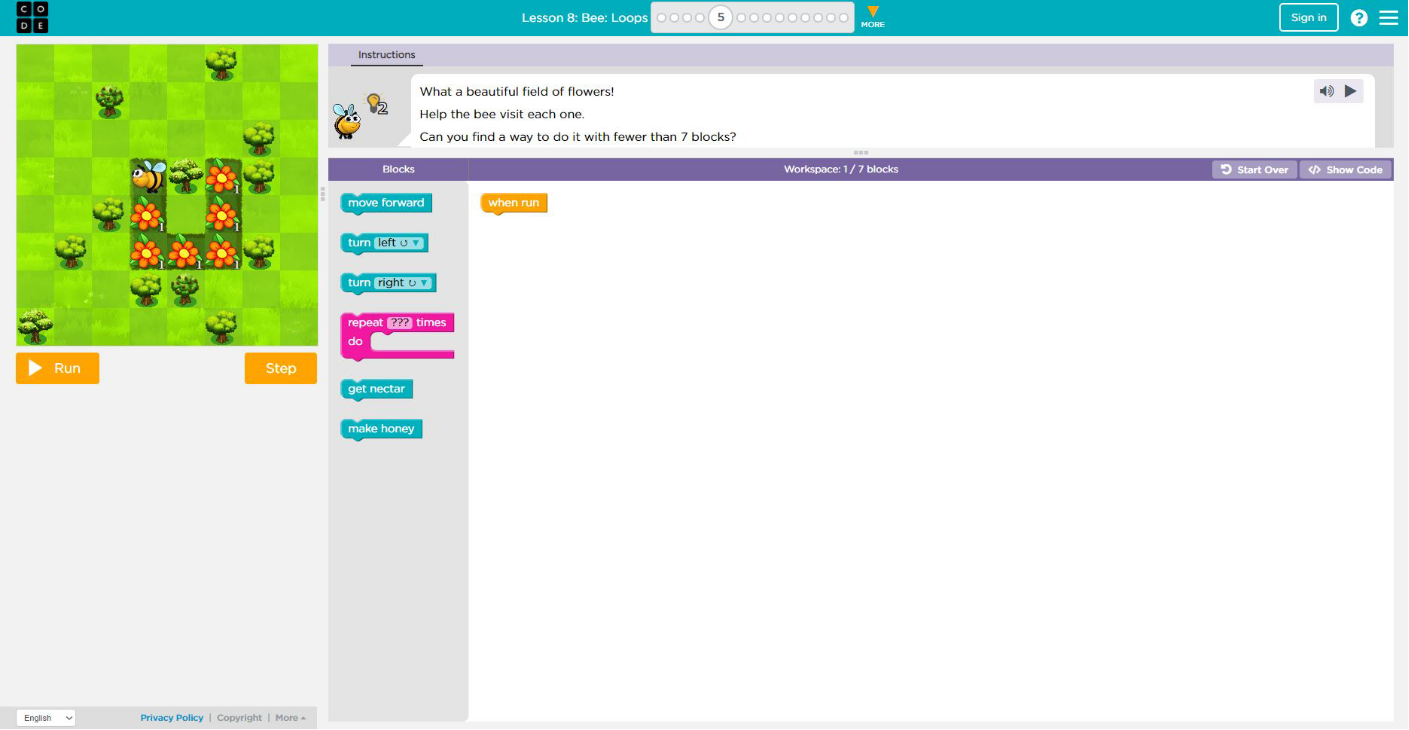 CO
DE
Lesson 8: Bee: Loops
5
MORE
Sign in
?
Instructions
2
What a beautiful field of flowers!
Help the bee visit each one.
Can you find a way to do it with fewer than 7 blocks?
Blocks
Workspace: 1 / 7 blocks
Start Over
</> Show Code
move forward
when run
turn left ↺ ▼
turn right ↻ ▼
repeat ??? times
do
get nectar
make honey
1
1
1
1
1
1
Run
Step
English
Privacy Policy | Copyright | More